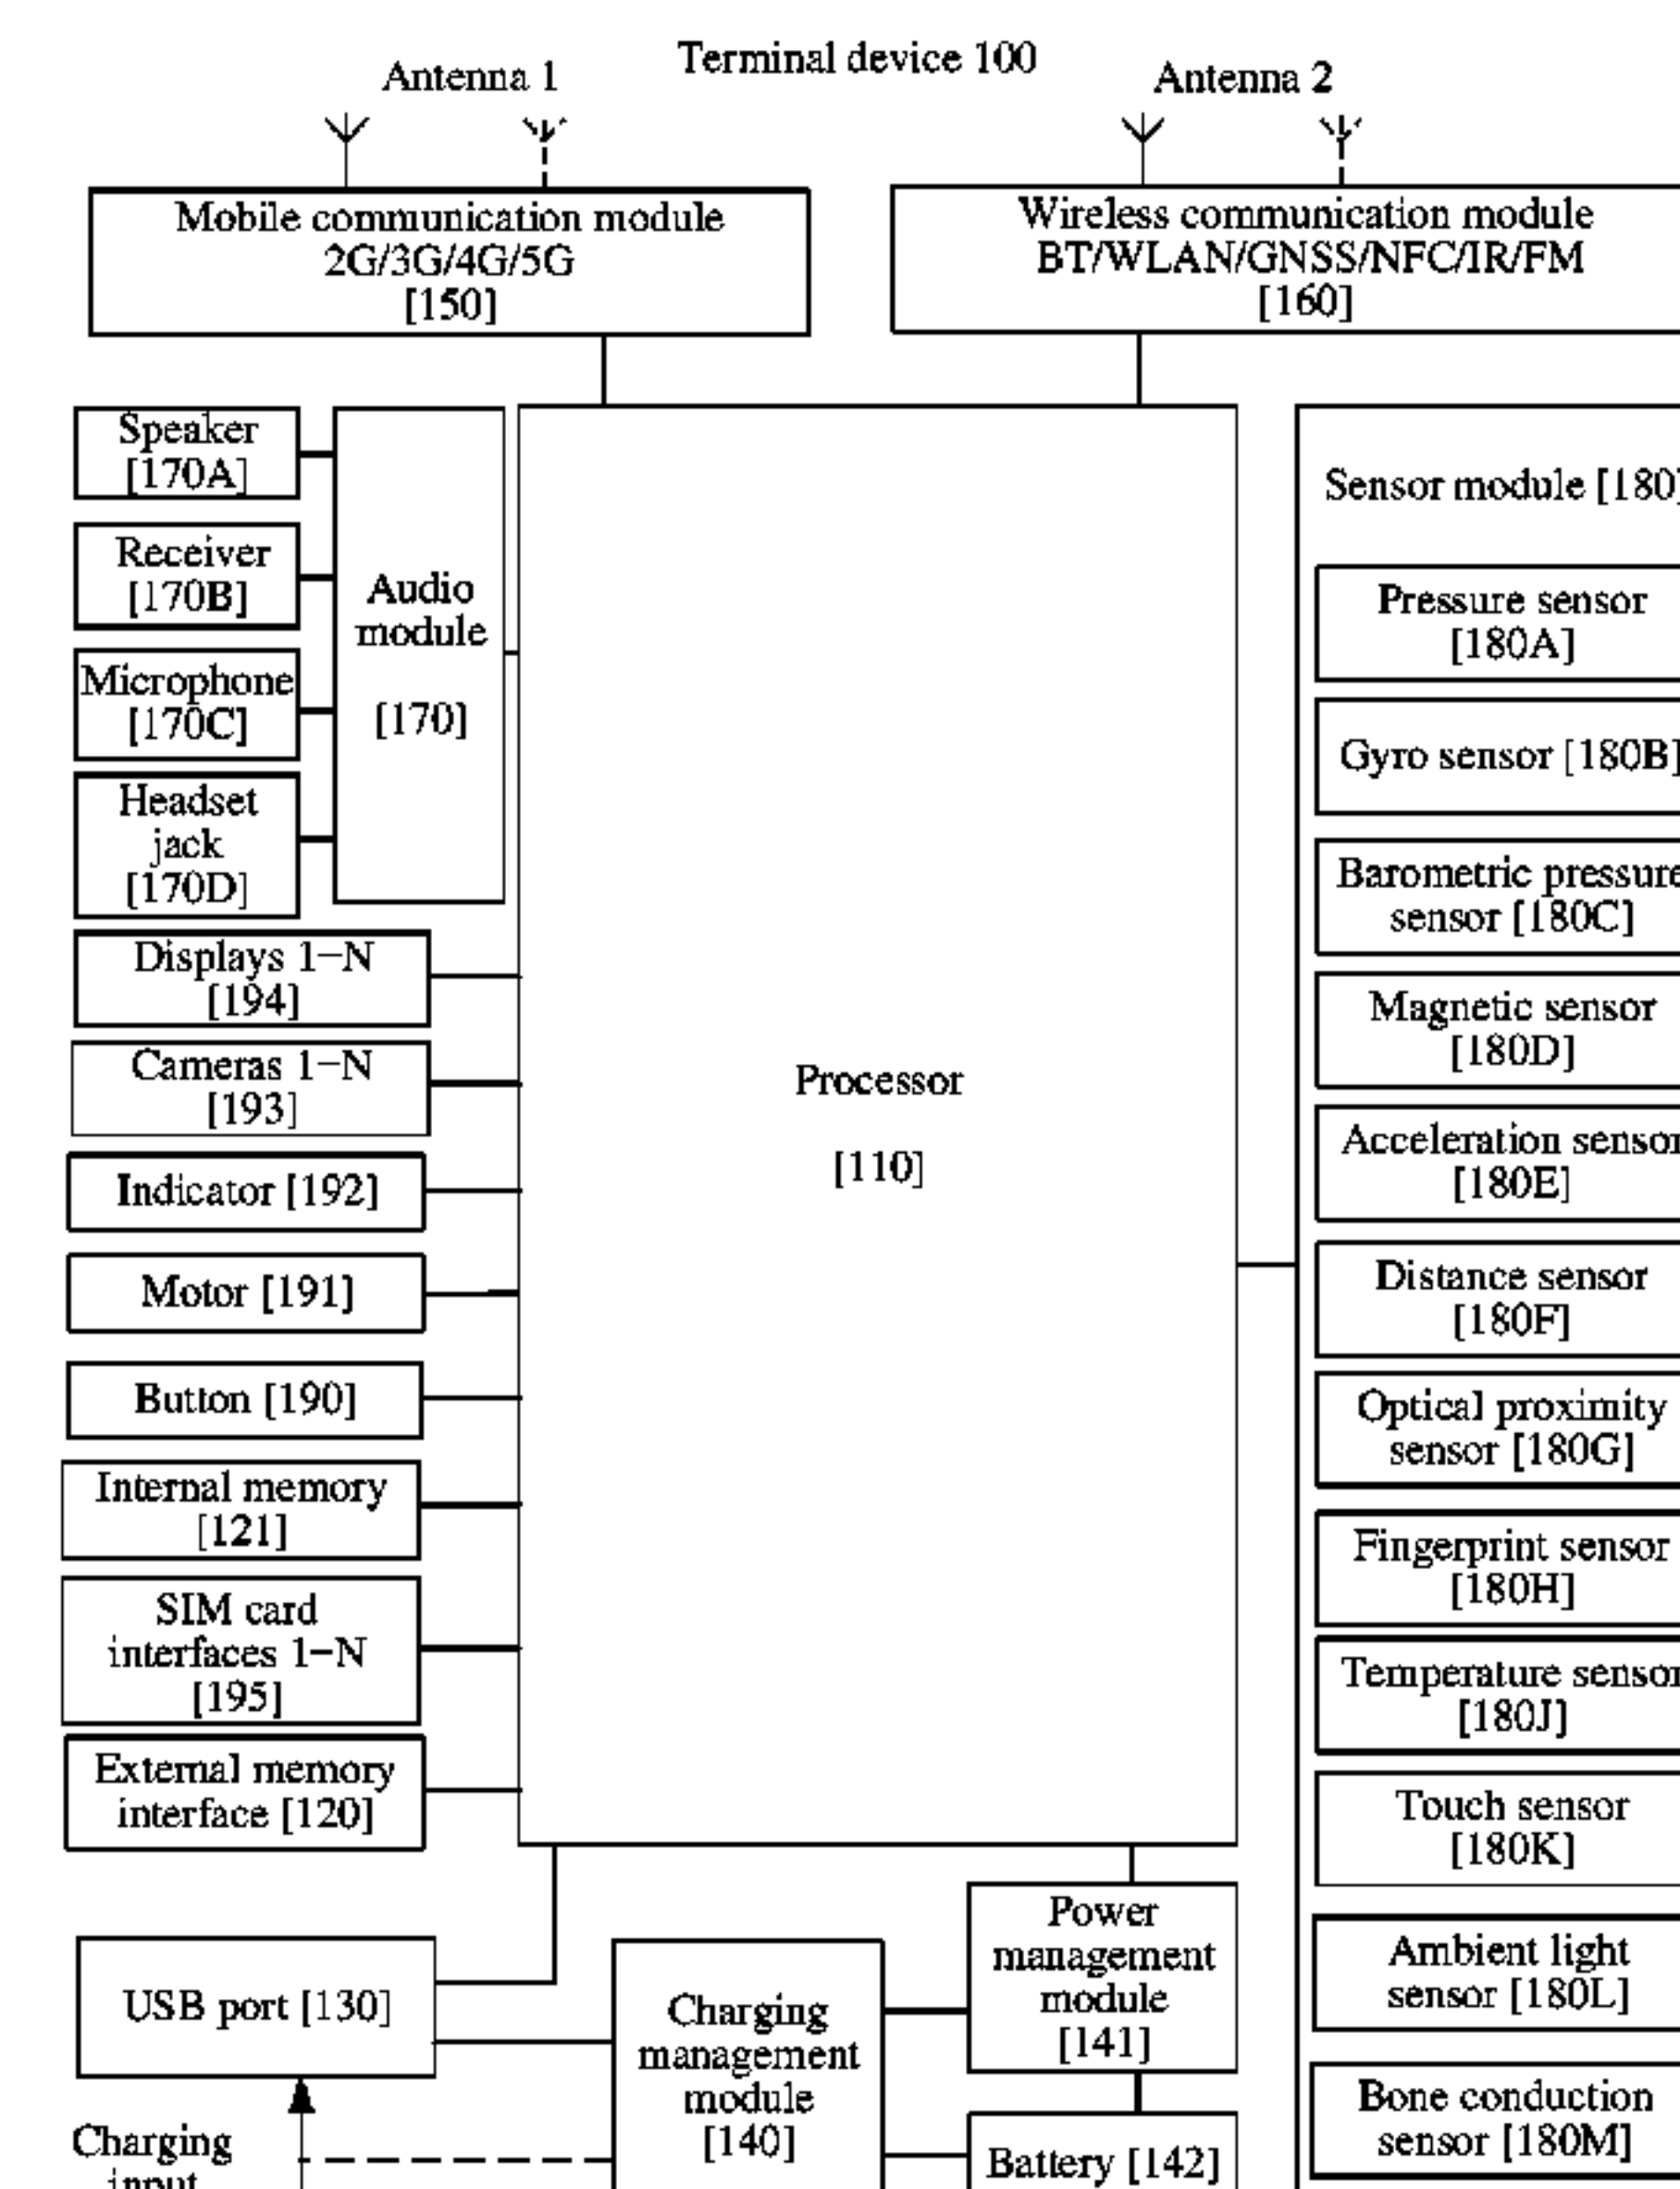 Terminal device 100
Antenna 1
Antenna 2
Mobile communication module
2G/3G/4G/5G
[150]
Wireless communication module
BT/WLAN/GNSS/NFC/IR/FM
[160]
Speaker
[170A]
Receiver
[170B]
Microphone
[170C]
Headset
jack
[170D]
Audio
module
[170]
Displays 1-N
[194]
Cameras 1-N
[193]
Indicator [192]
Motor [191]
Button [190]
Internal memory
[121]
SIM card
interfaces 1-N
[195]
External memory
interface [120]
Processor
[110]
Sensor module [180]
Pressure sensor
[180A]
Gyro sensor [180B]
Barometric pressure
sensor [180C]
Magnetic sensor
[180D]
Acceleration sensor
[180E]
Distance sensor
[180F]
Optical proximity
sensor [180G]
Fingerprint sensor
[180H]
Temperature sensor
[180J]
Touch sensor
[180K]
Ambient light
sensor [180L]
Bone conduction
sensor [180M]
USB port [130]
Charging
management
module
[140]
Power
management
module
[141]
Battery [142]
Charging
input